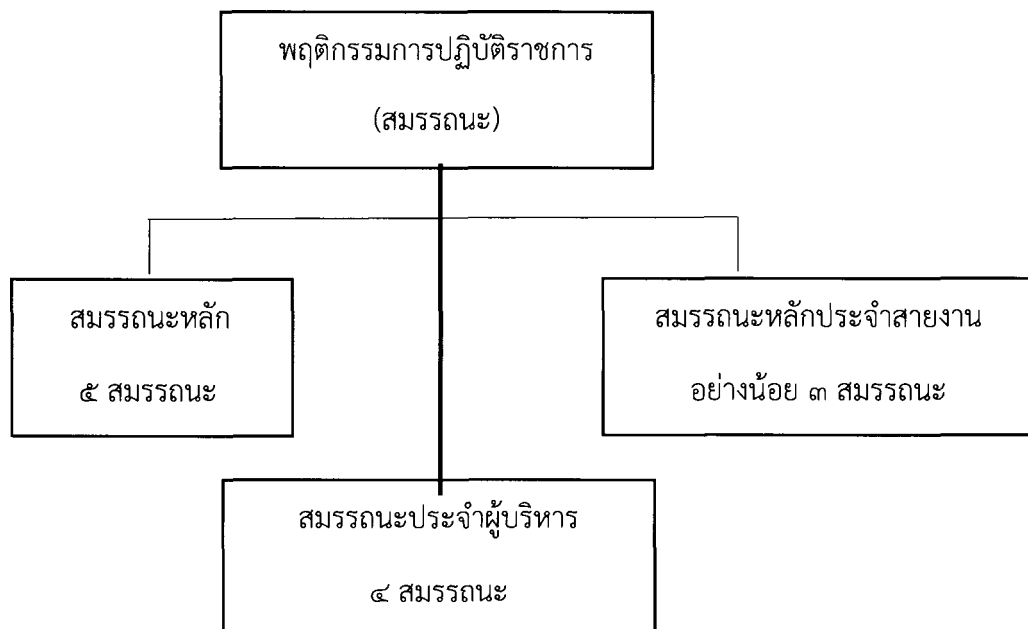 พฤติกรรมการปฏิบัติราชการ
(สมรรถนะ)
สมรรถนะหลัก
๕ สมรรถนะ
สมรรถนะหลักประจำสายงาน
อย่างน้อย ๓ สมรรถนะ
สมรรถนะประจำผู้บริหาร
๔ สมรรถนะ